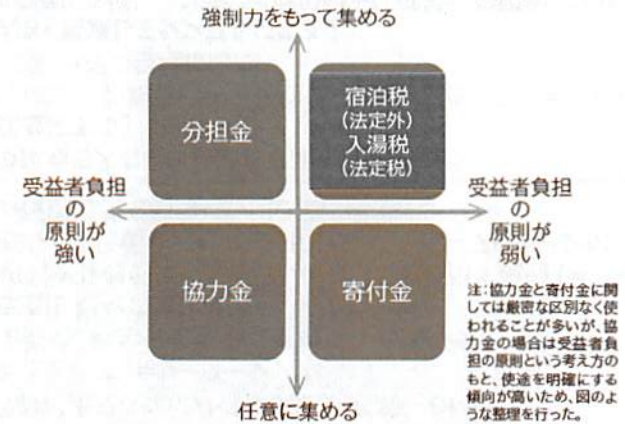 強制力をもって集める
分担金
宿泊税
(法定外)
入湯税
(法定税)
受益者負担
の
原則が
強い
受益者負担
の
原則が
弱い
協力金
寄付金
注：協力金と寄付金に関
しては厳密な区別なく使
われることが多いが、協
力金の場合は受益者負
担の原則という考え方の
もと、使途を明確にする
傾向が高いため、図のよ
うな整理を行った。
任意に集める